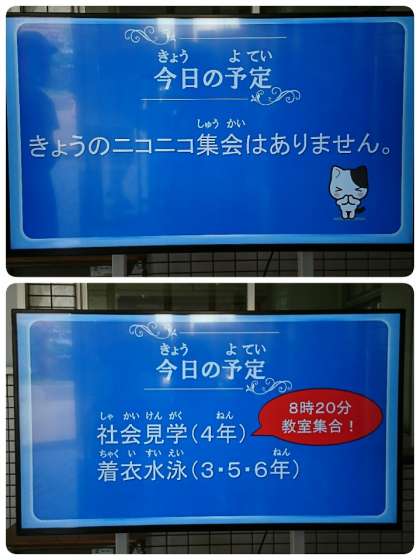 きょう よてい
今日の予定
しゅうかい
きょうのニコニコ集会はありません。
きょう よてい
今日の予定
しゃかいけんがく ねん
社会見学(4年)
ちゃくいすいえい ねん
着衣水泳(3・5・6年)
8時20分
教室集合!